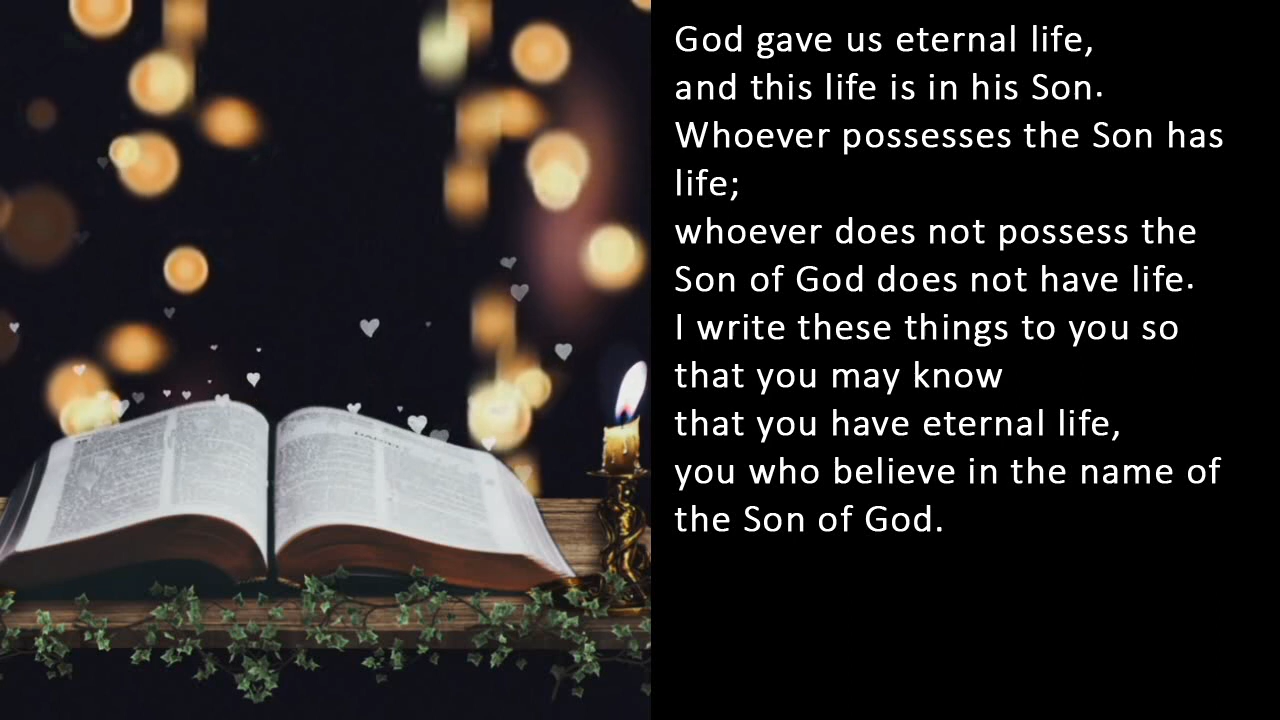 God gave us eternal life,
and this life is in his Son.
Whoever possesses the Son has
life;
whoever does not possess the
Son of God does not have life.
I write these things to you so
that you may know
that you have eternal life,
you who believe in the name of
the Son of God.